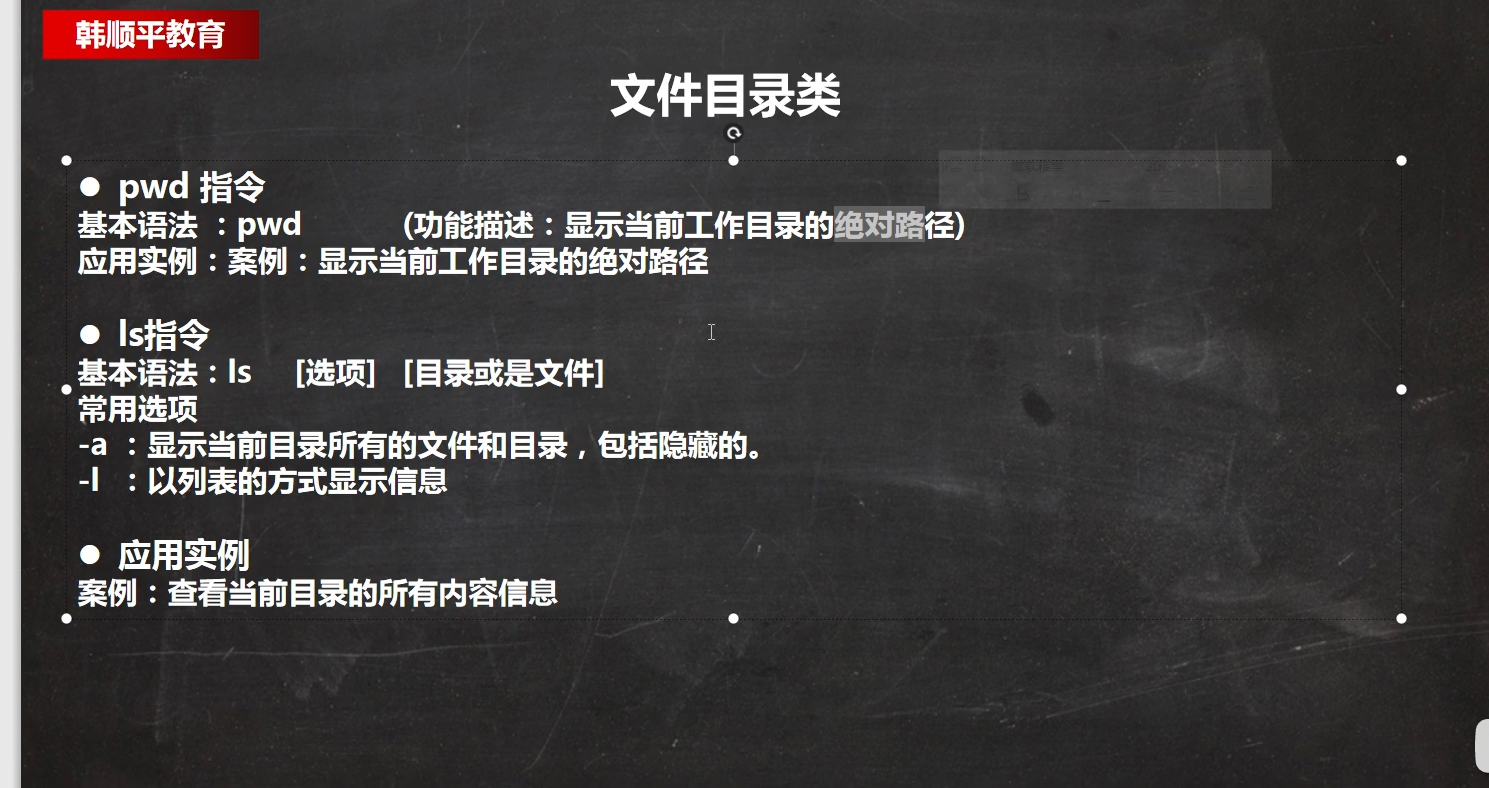 韩顺平教育
文件目录类
● pwd 指令
基本语法 ：pwd (功能描述：显示当前工作目录的绝对路径)
应用实例：案例：显示当前工作目录的绝对路径
● ls指令
基本语法：ls [选项] [目录或是文件]
常用选项
-a ：显示当前目录所有的文件和目录，包括隐藏的。
-l ：以列表的方式显示信息
● 应用实例
案例：查看当前目录的所有内容信息